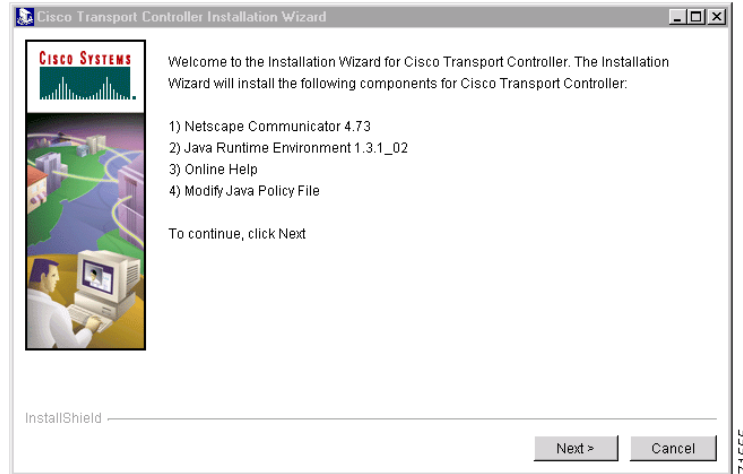 Cisco Transport Controller Installation Wizard
CISCO SYSTEMS
Welcome to the Installation Wizard for Cisco Transport Controller. The Installation
Wizard will install the following components for Cisco Transport Controller:
1) Netscape Communicator 4.73
2) Java Runtime Environment 1.3.1_02
3) Online Help
4) Modify Java Policy File
To continue, click Next
InstallShield
Next >
Cancel
71555